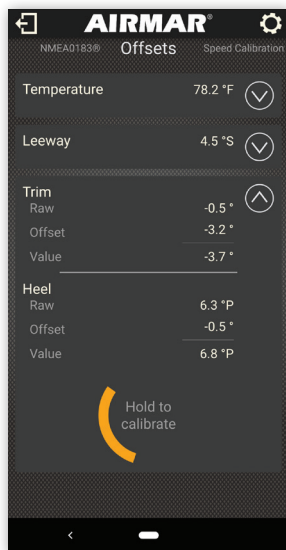 AIRMAR®
NMEA0183® Offsets Speed Calibration
Temperature 78.2 °F
Leeway 4.5 °S
Trim
Raw -0.5 °
Offset -3.2 °
Value -3.7 °
Heel
Raw 6.3 °P
Offset -0.5 °
Value 6.8 °P
Hold to
calibrate